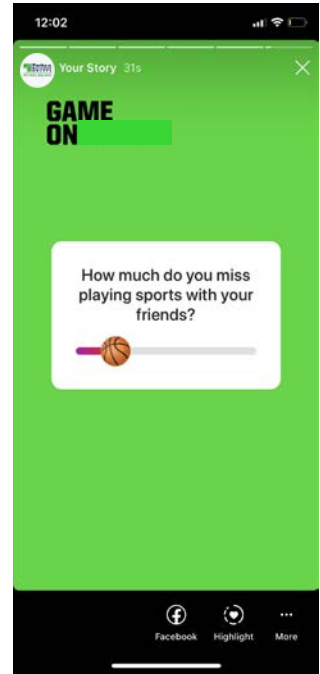 12:02
Your Story 31s
GAME
ON
How much do you miss
playing sports with your
friends?
Facebook Highlight More